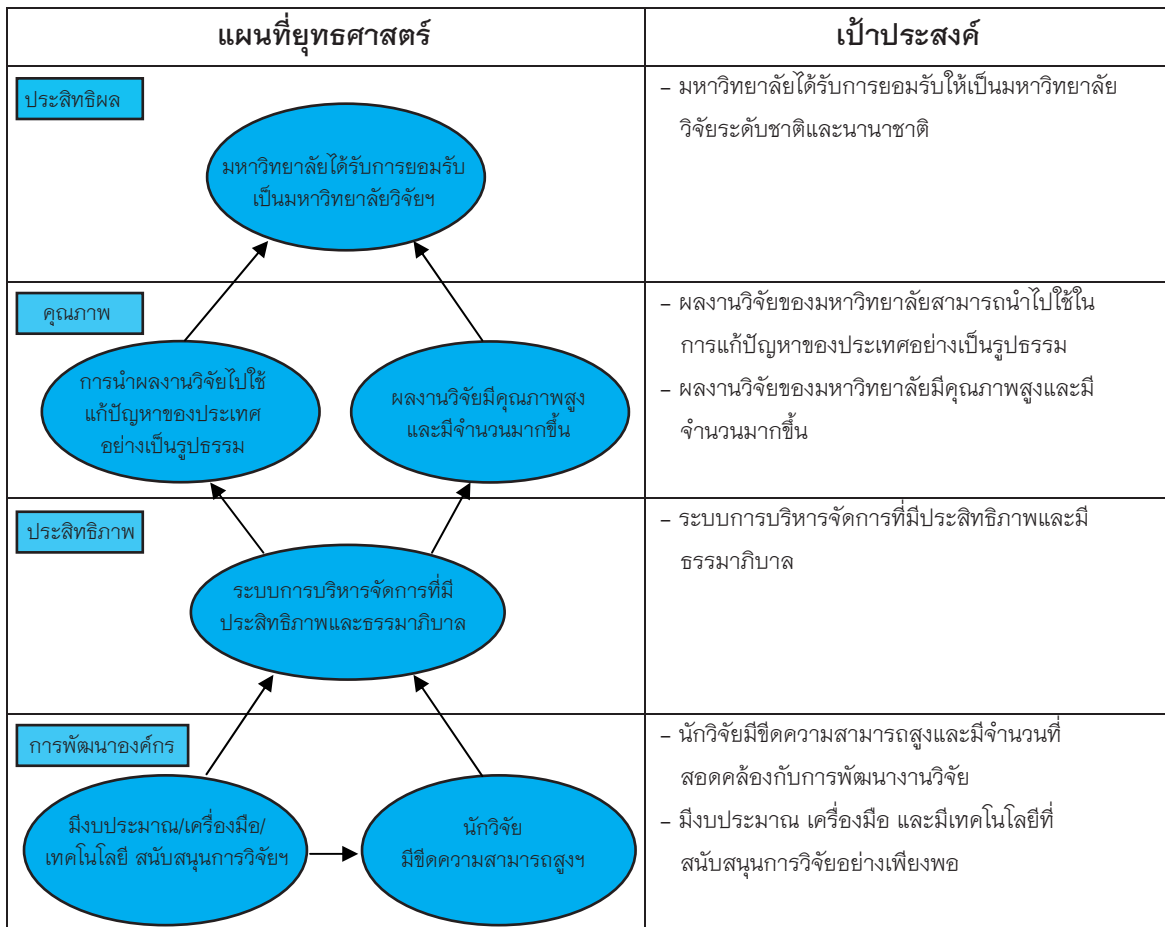 แผนที่ยุทธศาสตร์
เป้าประสงค์
ประสิทธิผล
มหาวิทยาลัยได้รับการยอมรับ
เป็นมหาวิทยาลัยวิจัยฯ
– มหาวิทยาลัยได้รับการยอมรับให้เป็นมหาวิทยาลัย
วิจัยระดับชาติและนานาชาติ
คุณภาพ
การนำผลงานวิจัยไปใช้
แก้ปัญหาของประเทศ
อย่างเป็นรูปธรรม
ผลงานวิจัยมีคุณภาพสูง
และมีจำนวนมากขึ้น
– ผลงานวิจัยของมหาวิทยาลัยสามารถนำไปใช้ใน
การแก้ปัญหาของประเทศอย่างเป็นรูปธรรม
– ผลงานวิจัยของมหาวิทยาลัยมีคุณภาพสูงและมี
จำนวนมากขึ้น
ประสิทธิภาพ
ระบบการบริหารจัดการที่มี
ประสิทธิภาพและธรรมาภิบาล
– ระบบการบริหารจัดการที่มีประสิทธิภาพและมี
ธรรมาภิบาล
การพัฒนาองค์กร
มีงบประมาณ/เครื่องมือ/
เทคโนโลยี สนับสนุนการวิจัยฯ
นักวิจัย
มีขีดความสามารถสูงฯ
– นักวิจัยมีขีดความสามารถสูงและมีจำนวนที่
สอดคล้องกับการพัฒนางานวิจัย
– มีงบประมาณ เครื่องมือ และมีเทคโนโลยีที่
สนับสนุนการวิจัยอย่างเพียงพอ